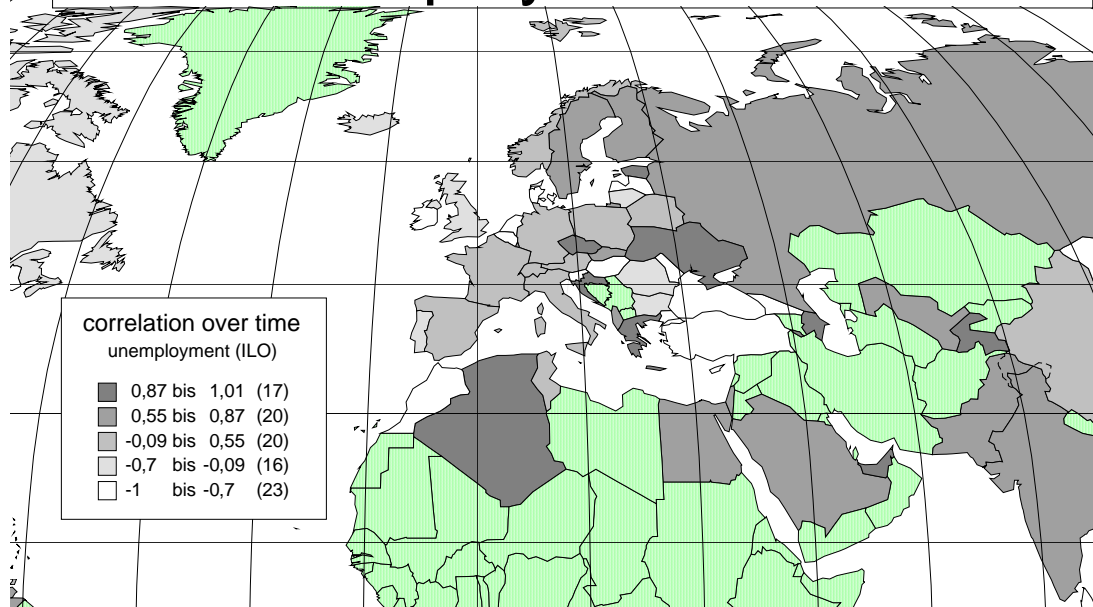 correlation over time
unemployment (ILO)
0,87 bis 1,01 (17)
0,55 bis 0,87 (20)
-0,09 bis 0,55 (20)
-0,7 bis -0,09 (16)
-1 bis -0,7 (23)